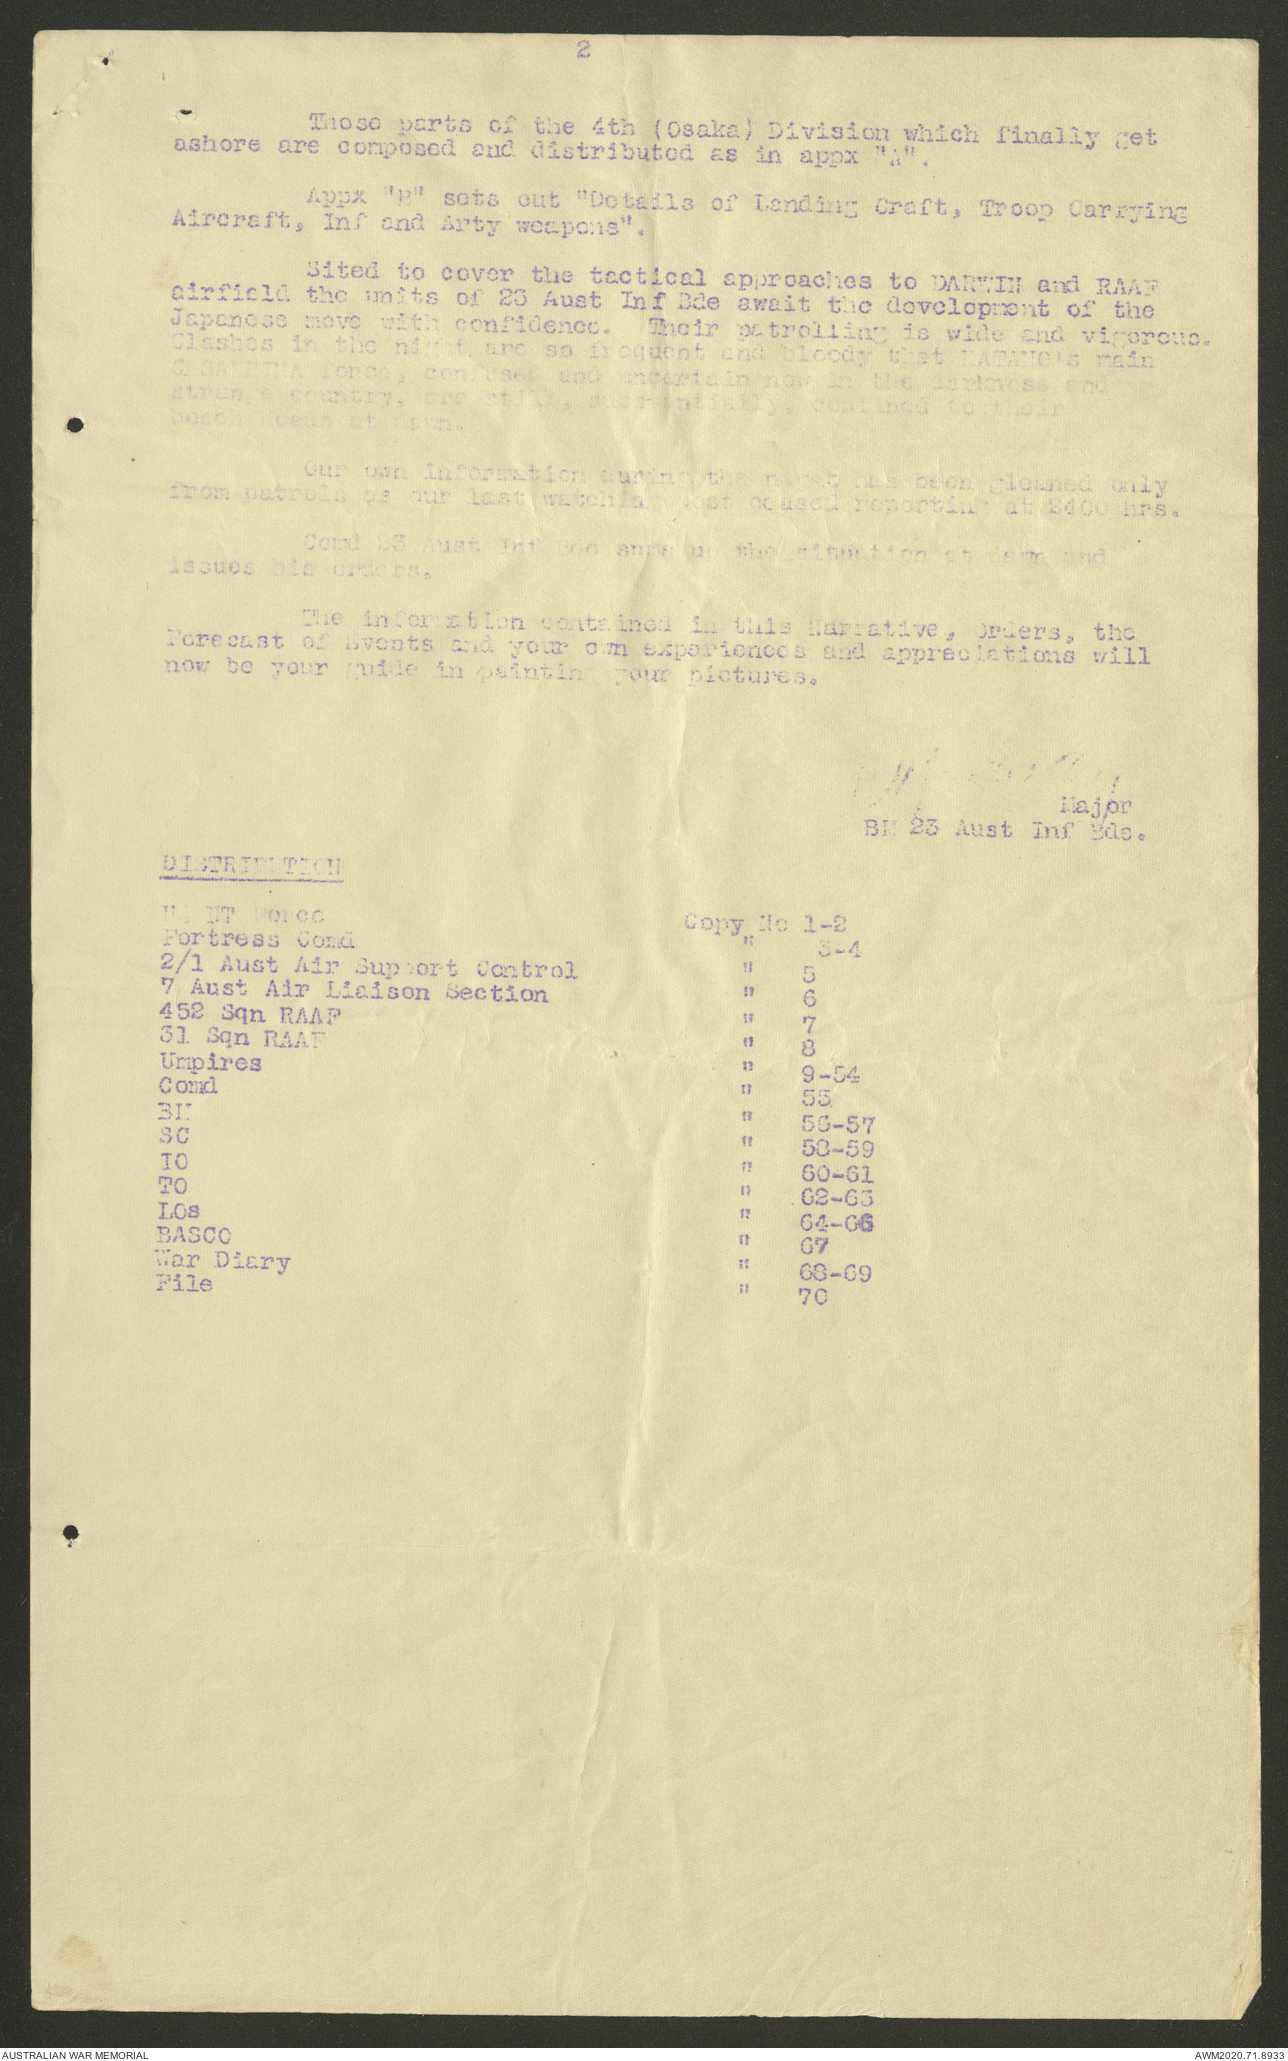 2
Those parts of the 4th (Osaka) Division which finally get
ashore are composed and distributed as in appx "A".
Appx "B" sets out "Details of Landing Craft, Troop Carrying
Aircraft, Inf and Arty weapons".
Sited to cover the tactical approaches to DARWIN and RAAF
airfield the units of 23 Aust Inf Bde await the development of the
Japanese move with confidence. Their patrolling is wide and vigorous.
Clashes in the night are so frequent and bloody that main
force, confused and uncertain now in the darkness and
strange country, are still, substantially, confined to their
beach heads at dawn.
Our own information during the night has been gleaned only
from patrols as our last watching post ceased reporting at 2400 hrs.
Comd 23 Aust Inf Bde sums up the situation at dawn and
issues his orders.
The information contained in this Narrative, Orders, the
Forecast of Events and your own experiences and appreciations will
now be your guide in painting your pictures.
Major
BM 23 Aust Inf Bde.
DISTRIBUTION
HQ NT Force Copy No 1-2
Fortress Comd " 3-4
2/1 Aust Air Support Control " 5
7 Aust Air Liaison Section " 6
452 Sqn RAAF " 7
31 Sqn RAAF " 8
Umpires " 9-54
Comd " 55
BM " 56-57
SC " 58-59
IO " 60-61
TO " 62-63
LOs " 64-66
BASCO " 67
War Diary " 68-69
File " 70
AUSTRALIAN WAR MEMORIAL
AWM2020.71.8933